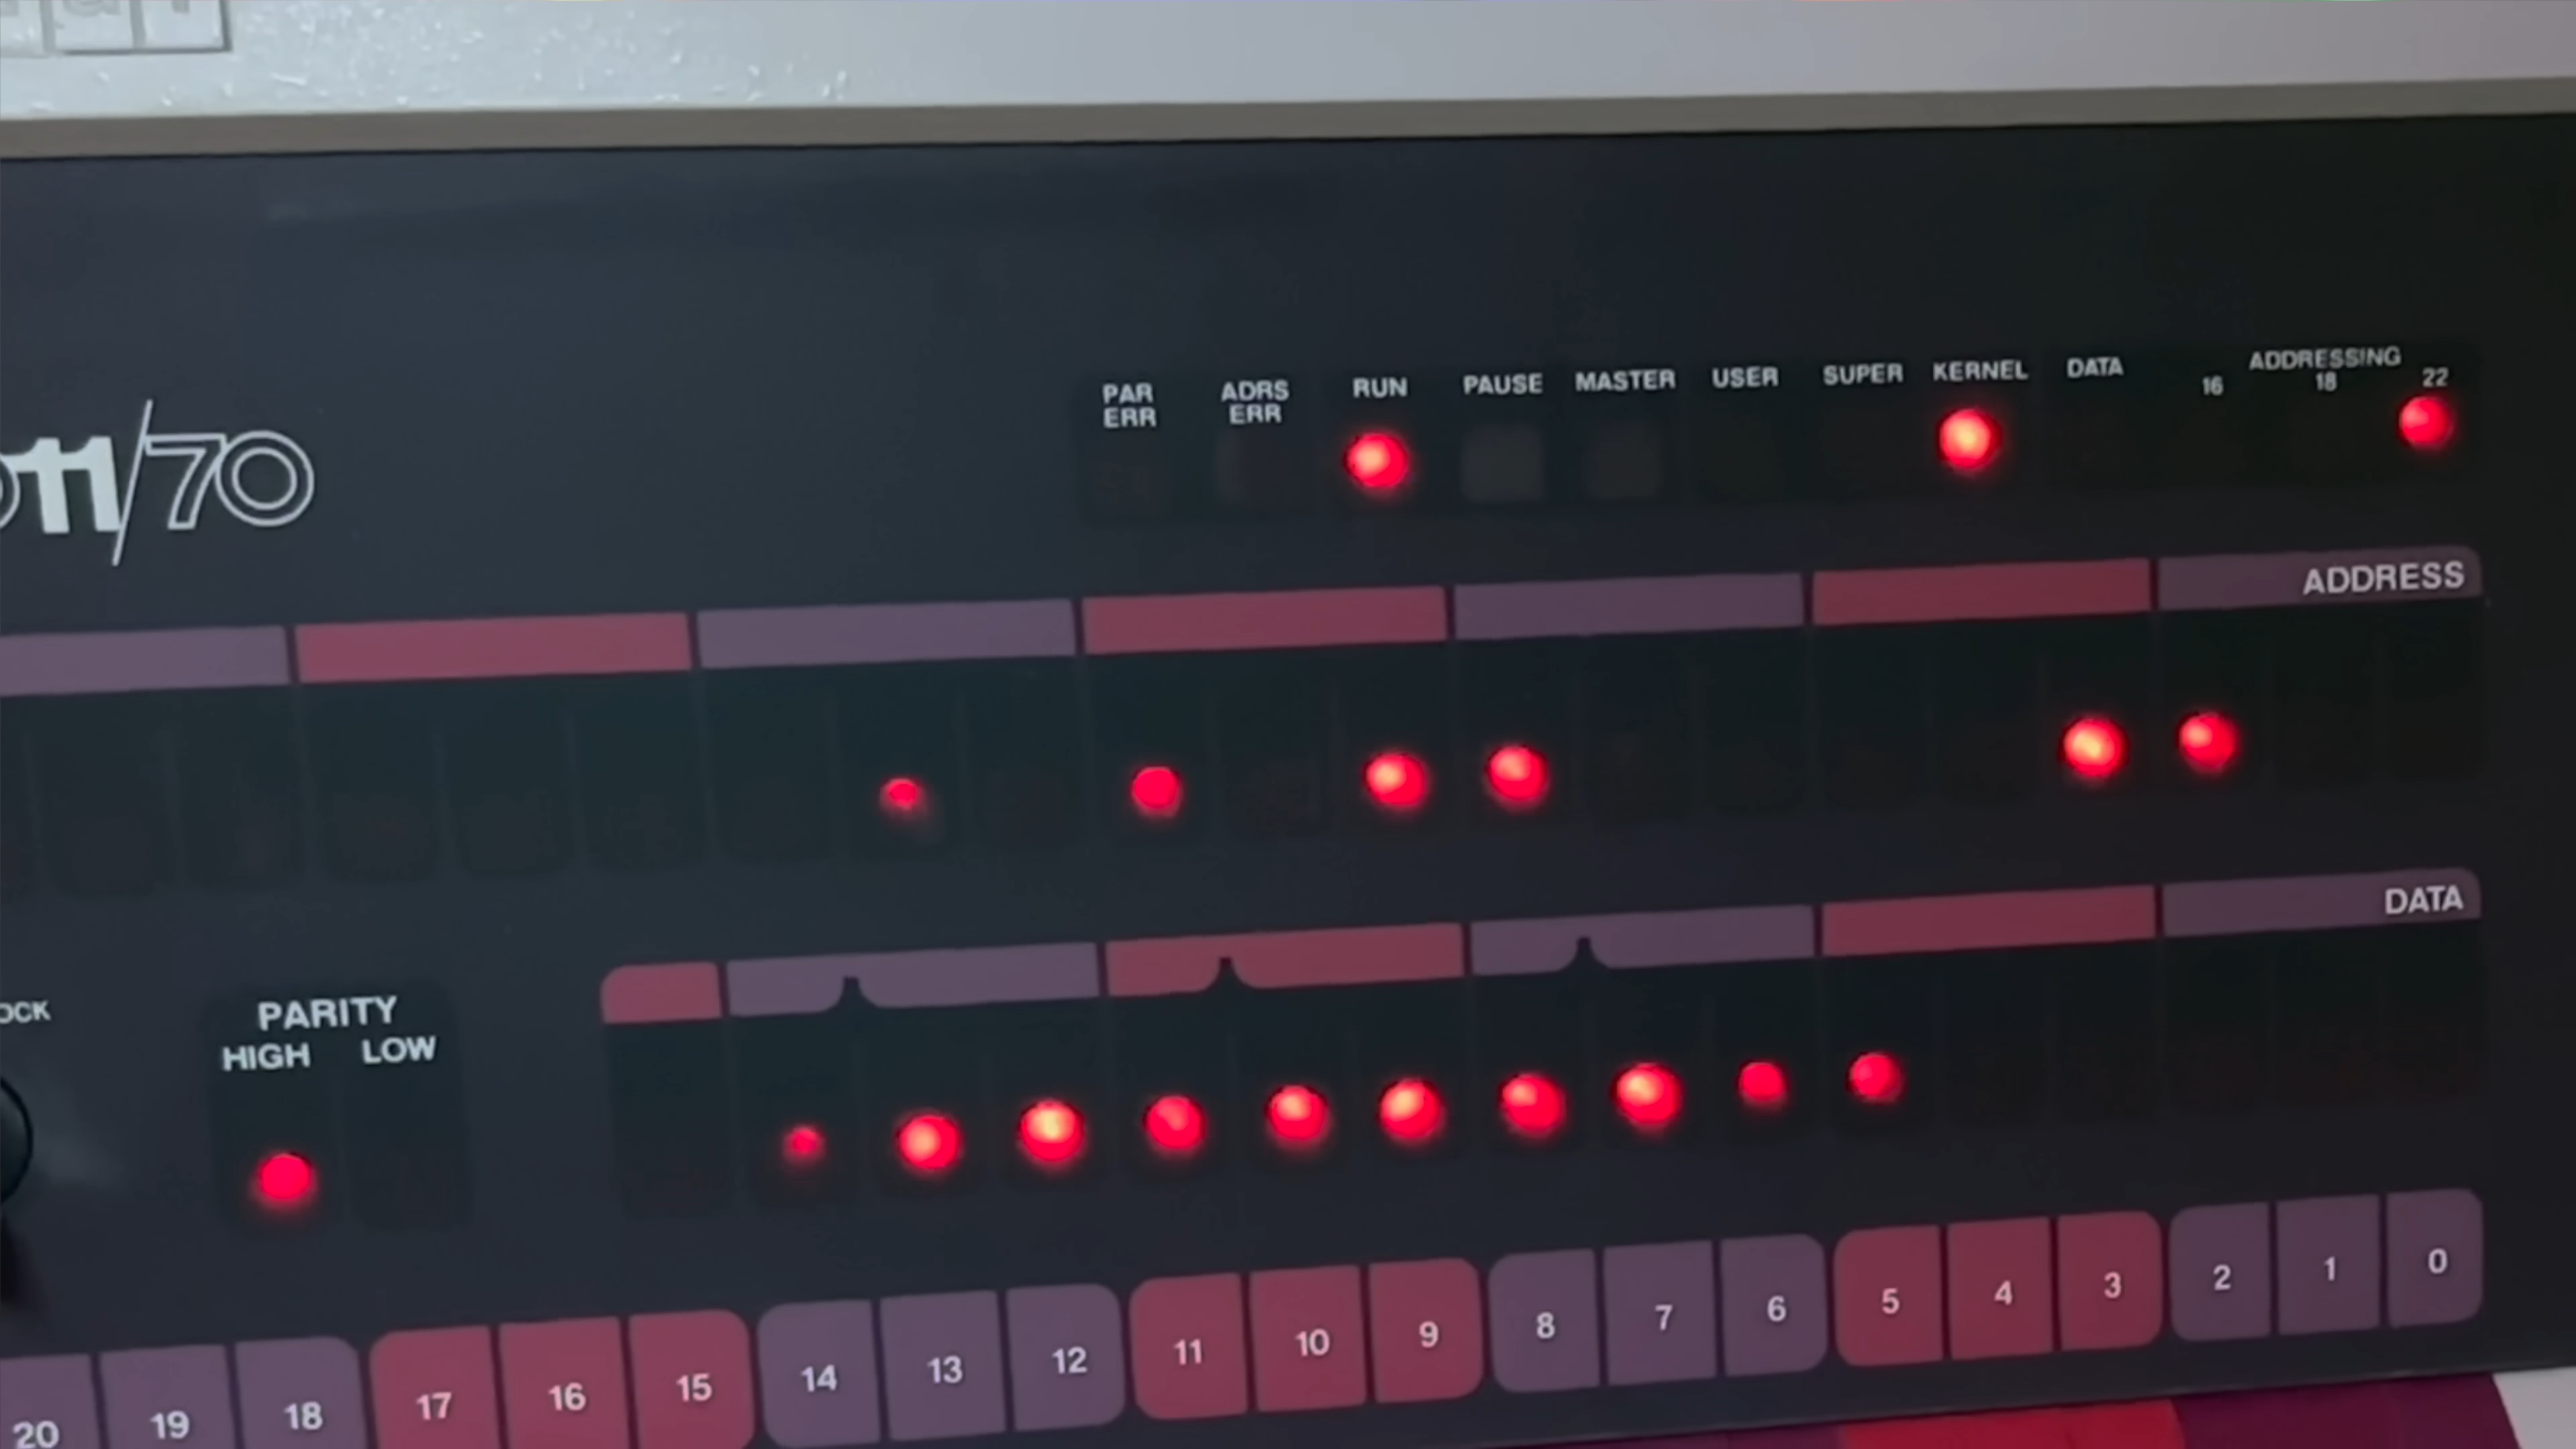 11/70
PAR ERR
ADRS ERR
RUN
PAUSE
MASTER
USER
SUPER
KERNEL
DATA
ADDRESSING
16 18 22
ADDRESS
DATA
OCK
PARITY
HIGH LOW
20 19 18 17 16 15 14 13 12 11 10 9 8 7 6 5 4 3 2 1 0